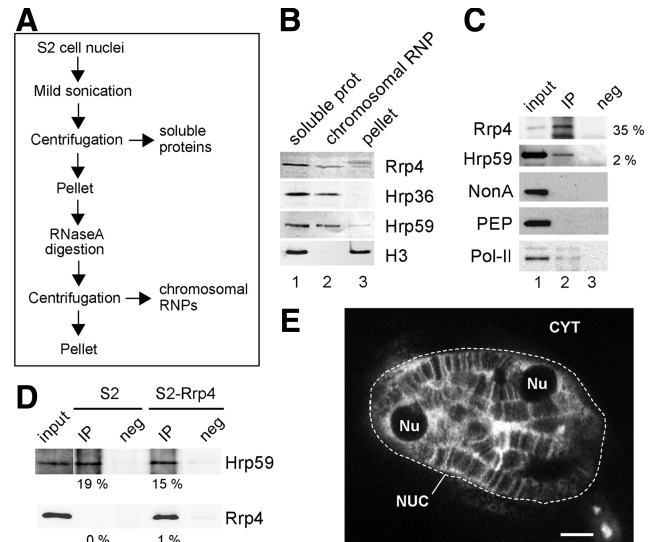 A
S2 cell nuclei
Mild sonication
Centrifugation
soluble
proteins
Pellet
RNaseA
digestion
Centrifugation
chromosomal
RNPs
Pellet
B
soluble prot
chromosomal RNP
pellet
Rrp4
Hrp36
Hrp59
H3
1 2 3
C
input IP neg
Rrp4 35 %
Hrp59 2 %
NonA
PEP
Pol-II
1 2 3
D
S2 S2-Rrp4
input IP neg IP neg
Hrp59
19 % 15 %
Rrp4
0 % 1 %
E
CYT
Nu
Nu
NUC